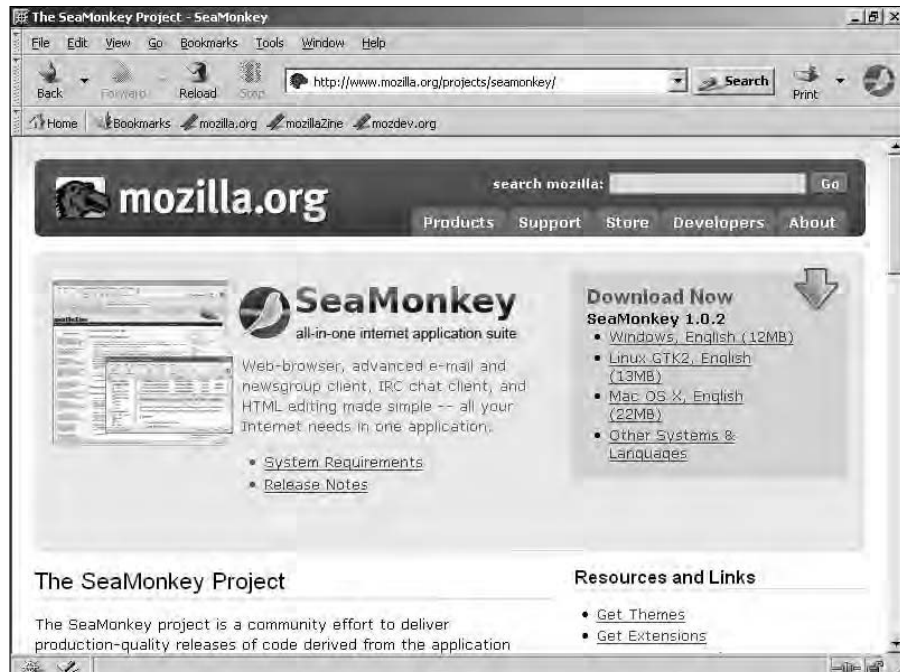 The SeaMonkey Project - SeaMonkey
File Edit View Go Bookmarks Tools Window Help
Back Forward Reload Stop http://www.mozilla.org/projects/seamonkey/ Search Print
Home Bookmarks mozilla.org mozillaZine mozdev.org
mozilla.org
search mozilla: Go
Products Support Store Developers About
SeaMonkey
all-in-one internet application suite
Web-browser, advanced e-mail and
newsgroup client, IRC chat client, and
HTML editing made simple -- all your
Internet needs in one application.
• System Requirements
• Release Notes
Download Now
SeaMonkey 1.0.2
• Windows, English (12MB)
• Linux GTK2, English
(13MB)
• Mac OS X, English
(22MB)
• Other Systems &
Languages
The SeaMonkey Project
The SeaMonkey project is a community effort to deliver
production-quality releases of code derived from the application
Resources and Links
• Get Themes
• Get Extensions